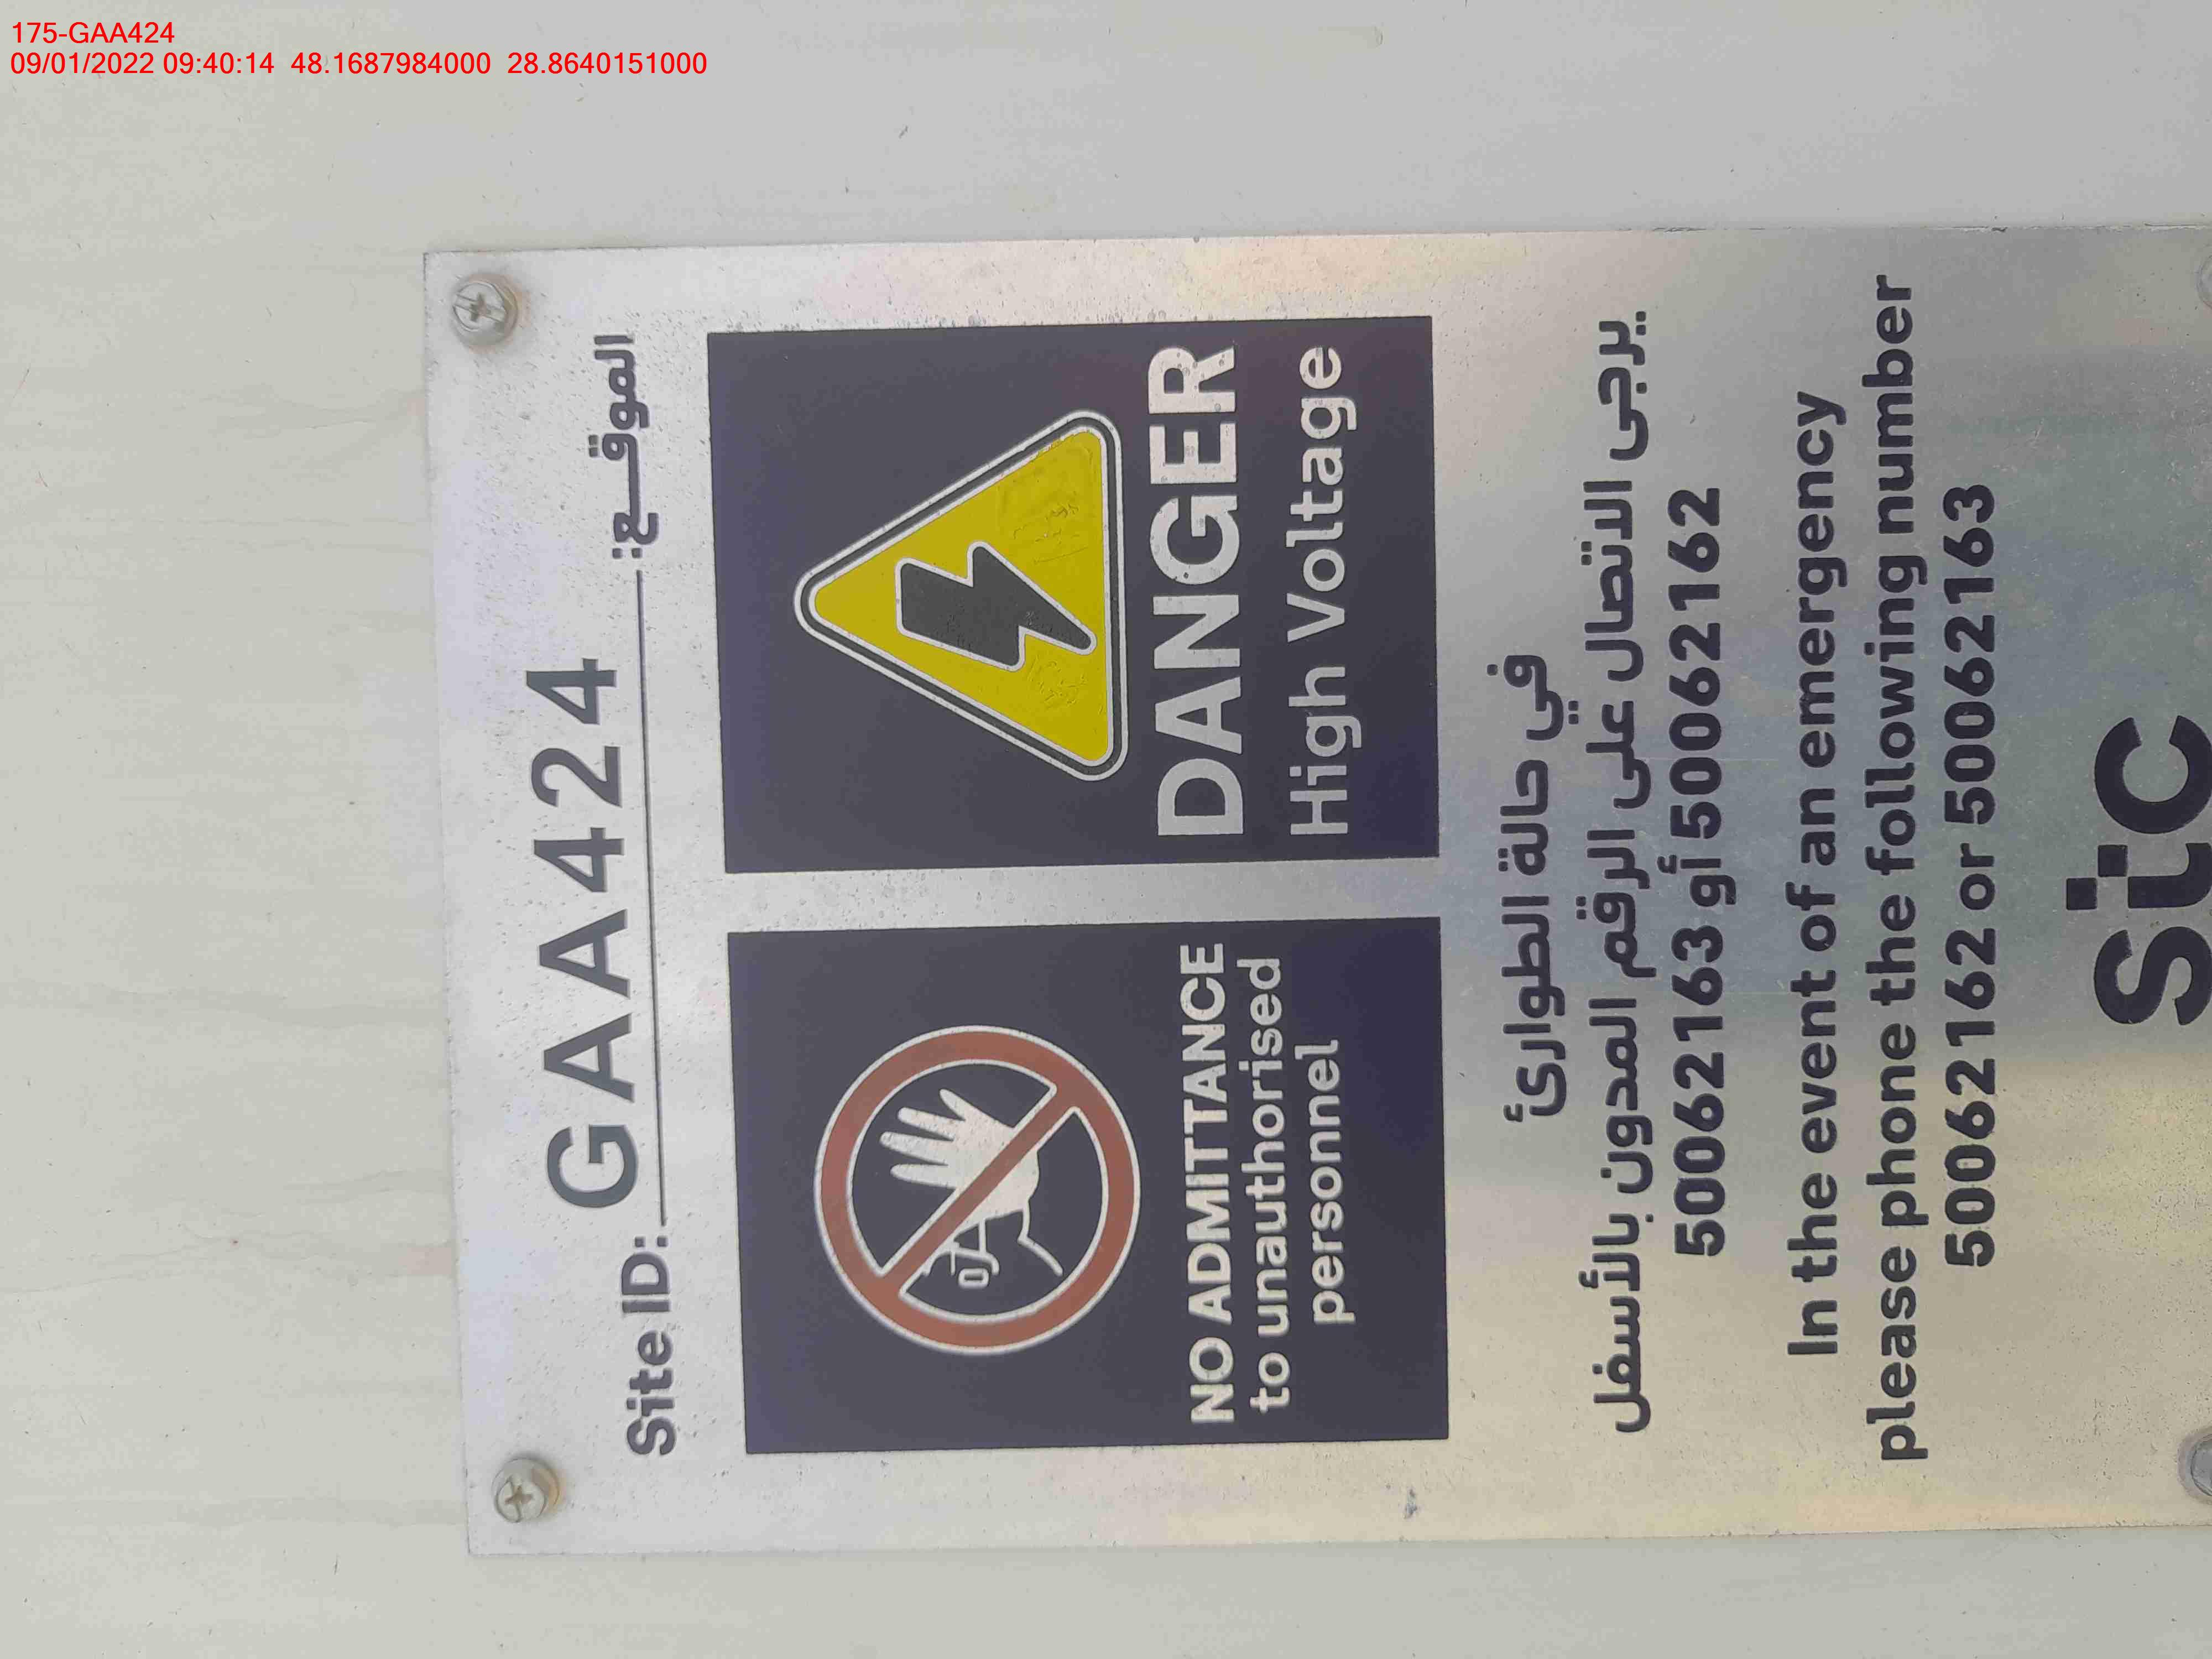 175-GAA424
09/01/2022 09:40:14 48.1687984000 28.8640151000
Site ID: GAA424 الموقــع:
NO ADMITTANCE
to unauthorised
personnel
DANGER
High Voltage
في حالة الطوارئ
يرجى الاتصال على الرقم المدون بالأسفل
50062163 أو 50062162
In the event of an emergency
please phone the following number
50062162 or 50062163
stc